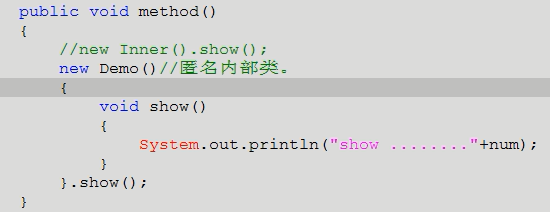 public void method()
{
    //new Inner().show();
    new Demo()//匿名内部类。
    {
        void show()
        {
            System.out.println("show ........"+num);
        }
    }.show();
}